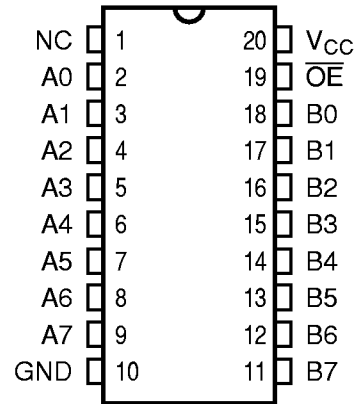 NC 1 20 VCC
A0 2 19 OE
A1 3 18 B0
A2 4 17 B1
A3 5 16 B2
A4 6 15 B3
A5 7 14 B4
A6 8 13 B5
A7 9 12 B6
GND 10 11 B7